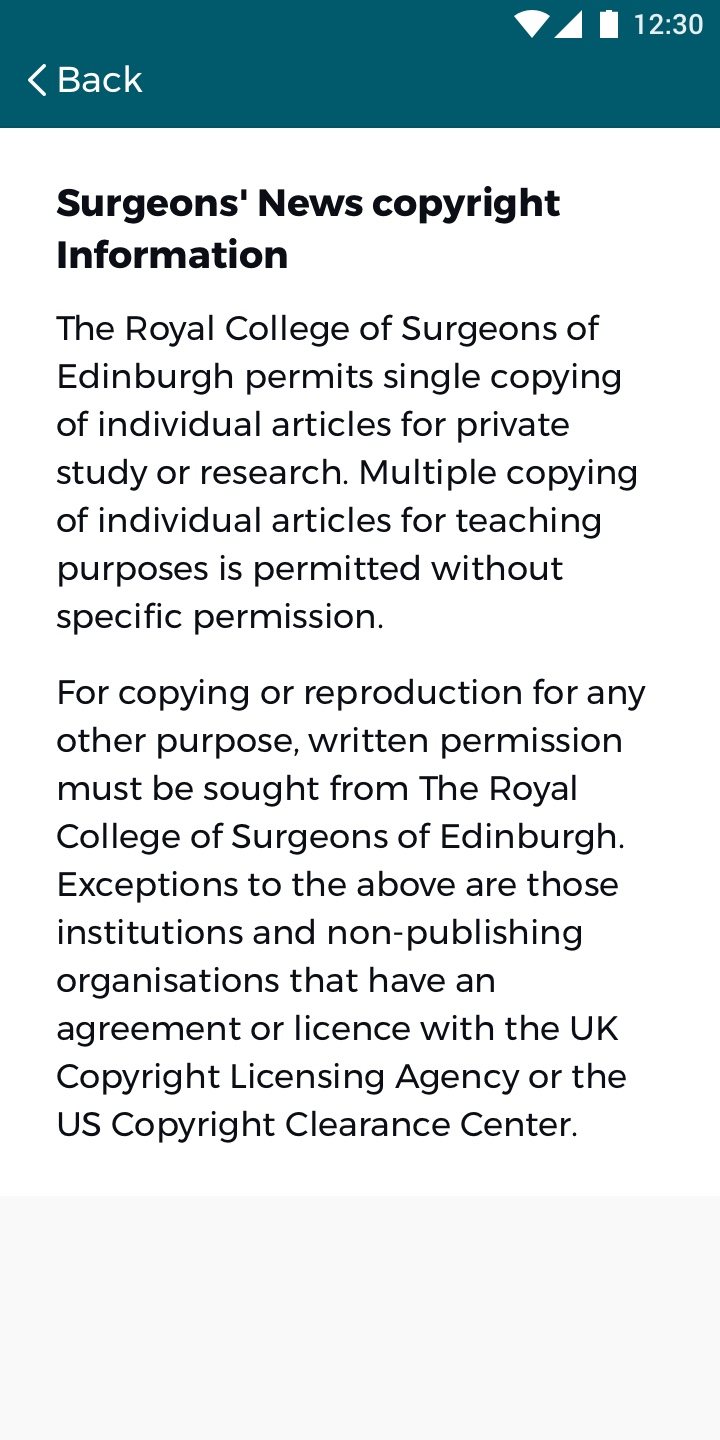 12:30
Back
Surgeons' News copyright
Information
The Royal College of Surgeons of
Edinburgh permits single copying
of individual articles for private
study or research. Multiple copying
of individual articles for teaching
purposes is permitted without
specific permission.
For copying or reproduction for any
other purpose, written permission
must be sought from The Royal
College of Surgeons of Edinburgh.
Exceptions to the above are those
institutions and non-publishing
organisations that have an
agreement or licence with the UK
Copyright Licensing Agency or the
US Copyright Clearance Center.